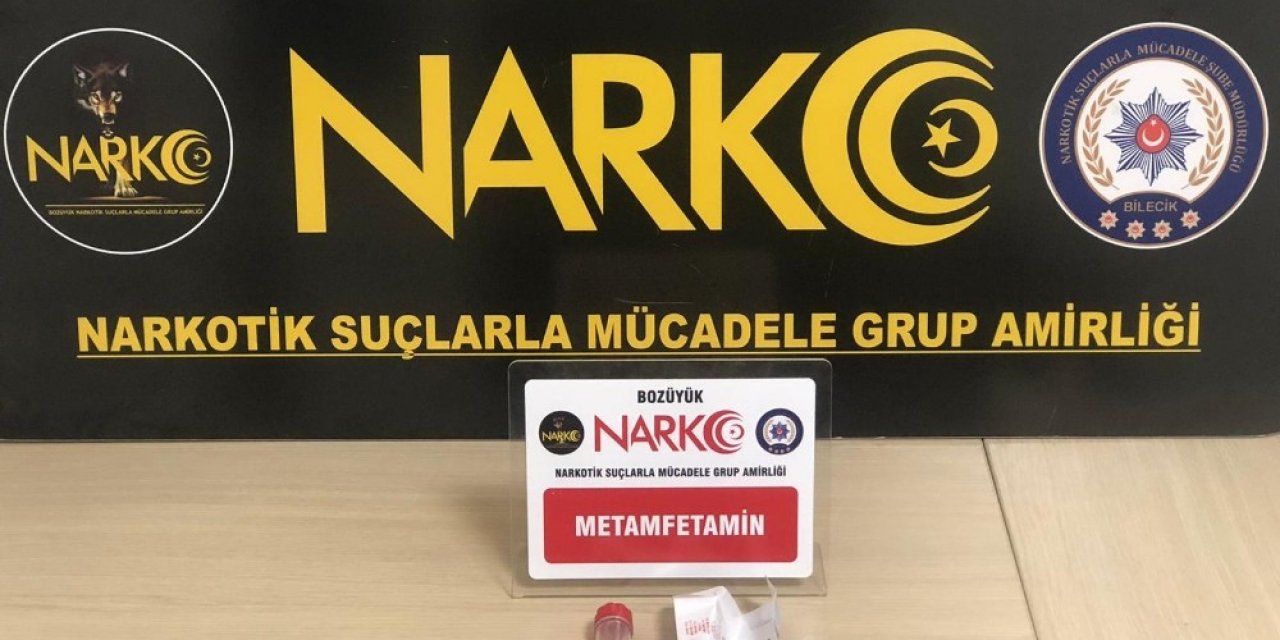 NARKO
BOZÜYÜK NARKOTİK SUÇLARLA MÜCADELE GRUP AMİRLİĞİ
NARKO
NARKOTİK SUÇLARLA MÜCADELE ŞUBE MÜDÜRLÜĞÜ
BİLECİK
NARKOTİK SUÇLARLA MÜCADELE GRUP AMİRLİĞİ
BOZÜYÜK
NARKO
NARKO
NARKOTİK SUÇLARLA MÜCADELE GRUP AMİRLİĞİ
METAMFETAMİN